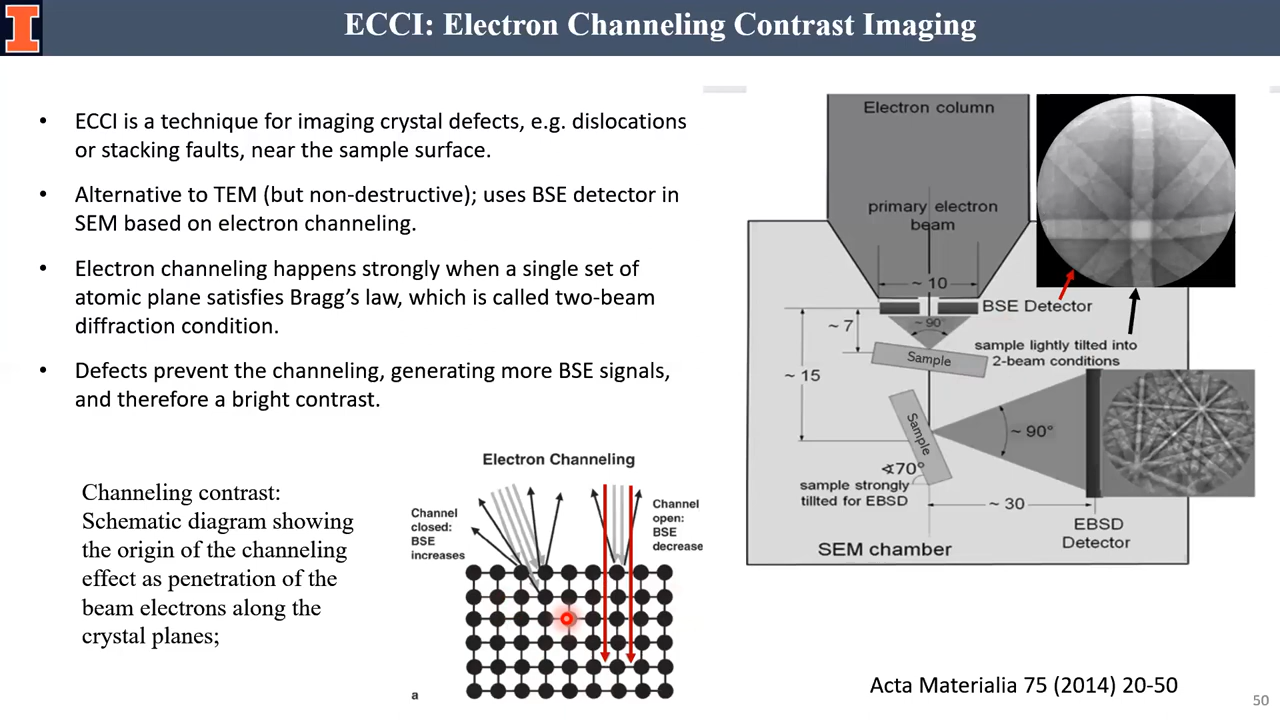 ECCI: Electron Channeling Contrast Imaging
• ECCI is a technique for imaging crystal defects, e.g. dislocations
or stacking faults, near the sample surface.
• Alternative to TEM (but non-destructive); uses BSE detector in
SEM based on electron channeling.
• Electron channeling happens strongly when a single set of
atomic plane satisfies Bragg’s law, which is called two-beam
diffraction condition.
• Defects prevent the channeling, generating more BSE signals,
and therefore a bright contrast.
Channeling contrast:
Schematic diagram showing
the origin of the channeling
effect as penetration of the
beam electrons along the
crystal planes;
Electron Channeling
Channel
closed:
BSE
increases
Channel
open:
BSE
decrease
a
Electron column
primary electron
beam
~ 10
BSE Detector
~ 7
~ 90°
Sample
sample lightly tilted into
2-beam conditions
~ 15
Sample
~ 90°
∢70°
sample strongly
tillted for EBSD
~ 30
EBSD
Detector
SEM chamber
Acta Materialia 75 (2014) 20-50
50